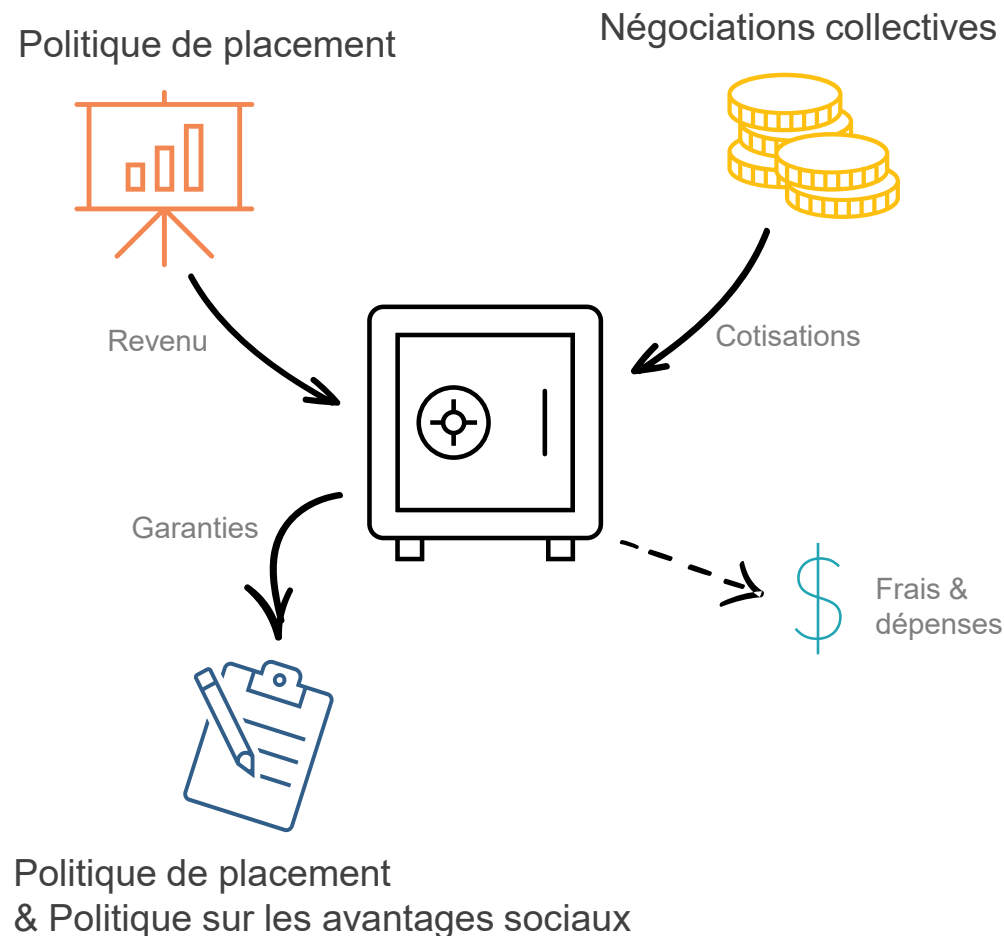 Politique de placement
Négociations collectives
Revenu
Cotisations
Garanties
Frais &
dépenses
Politique de placement
& Politique sur les avantages sociaux